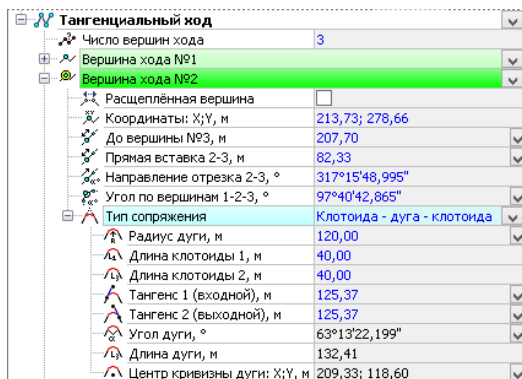 Тангенциальный ход
Число вершин хода 3
Вершина хода №1
Вершина хода №2
Расщеплённая вершина
Координаты: X;Y, м 213,73; 278,66
До вершины №3, м 207,70
Прямая вставка 2-3, м 82,33
Направление отрезка 2-3, ° 317°15'48,995"
Угол по вершинам 1-2-3, ° 97°40'42,865"
Тип сопряжения Клотоида - дуга - клотоида
Радиус дуги, м 120,00
Длина клотоиды 1, м 40,00
Длина клотоиды 2, м 40,00
Тангенс 1 (входной), м 125,37
Тангенс 2 (выходной), м 125,37
Угол дуги, ° 63°13'22,199"
Длина дуги, м 132,41
Центр кривизны дуги: X;Y, м 209,33; 118,60